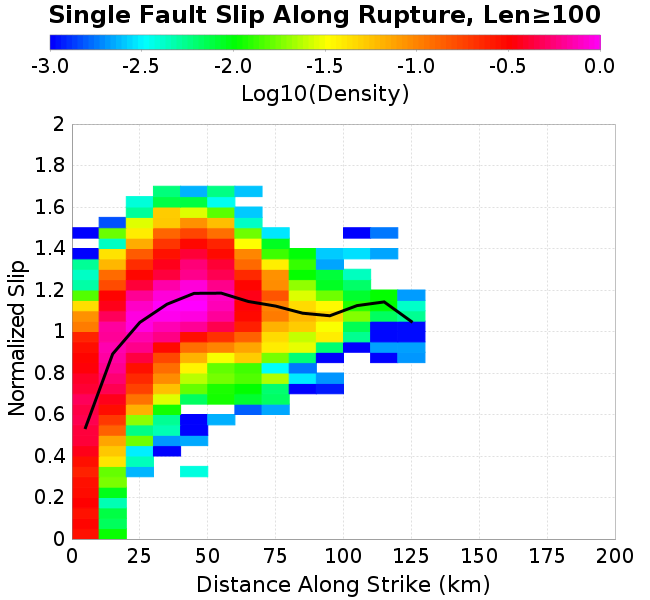 Single Fault Slip Along Rupture, Len≥100
-3.0 -2.5 -2.0 -1.5 -1.0 -0.5 0.0
Log10(Density)
2
1.8
1.6
1.4
1.2
1
0.8
0.6
0.4
0.2
0
Normalized Slip
0 25 50 75 100 125 150 175 200
Distance Along Strike (km)